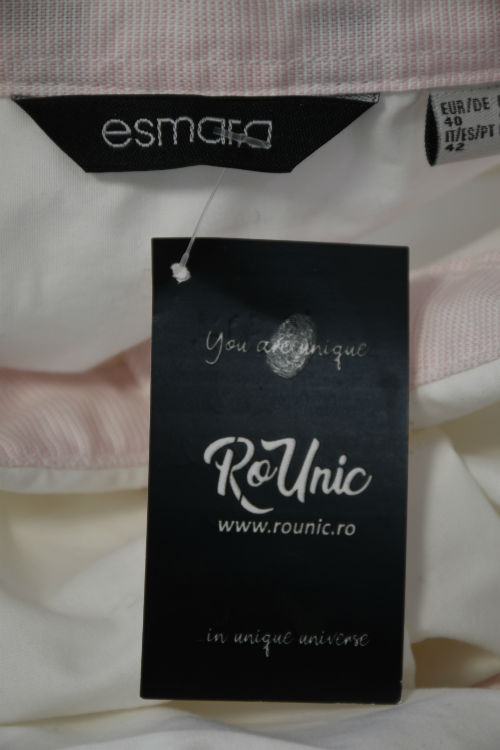 esmara
EUR/DE
40
IT/ES/PT
42
You are unique
RoUnic
www.rounic.ro
...in unique universe